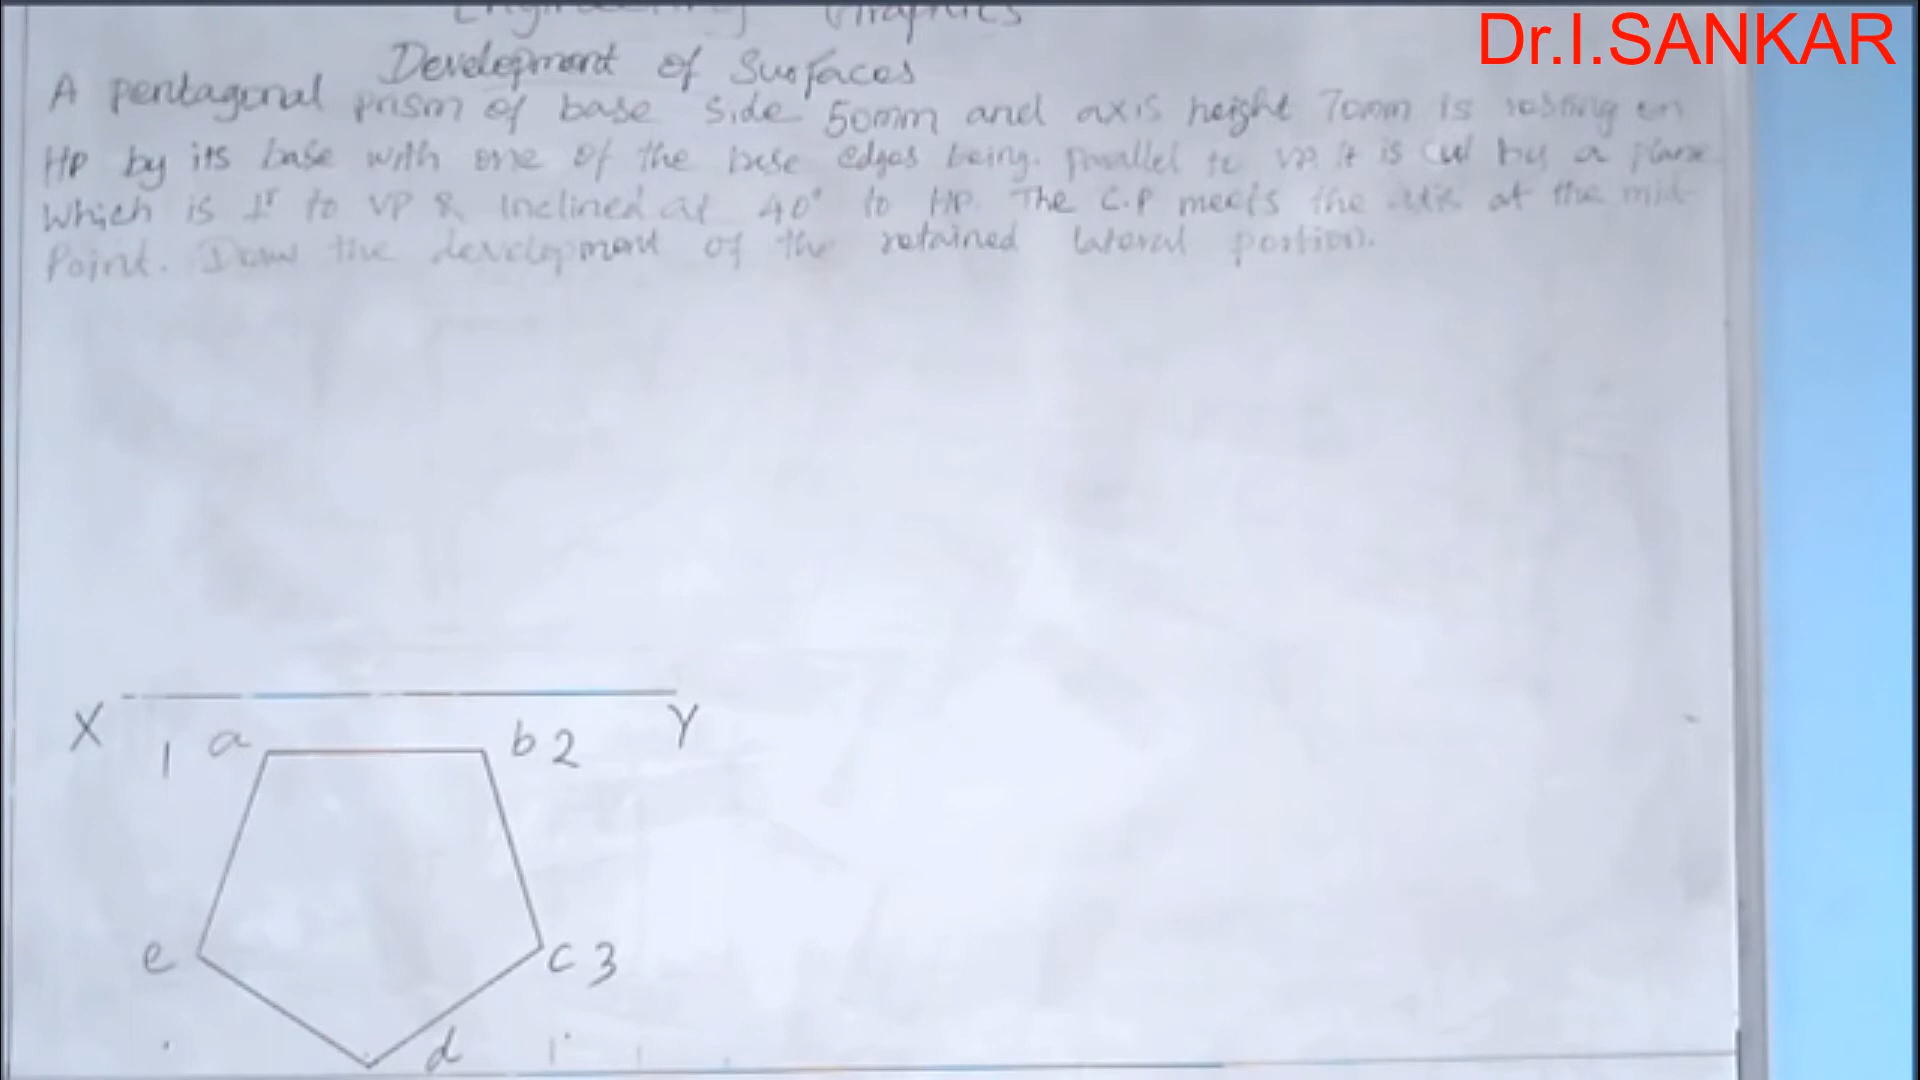 Engineering Graphics
Dr.I.SANKAR
Development of Surfaces
A pentagonal prism of base side 50mm and axis height 70mm is resting on
HP by its base with one of the base edges being. parallel to VP. It is cut by a plane
which is 1r to VP & inclined at 40° to HP. The C.P meets the axis at the mid-
Point. Draw the development of the retained lateral portion.
X
Y
1 a
b 2
e
c 3
d